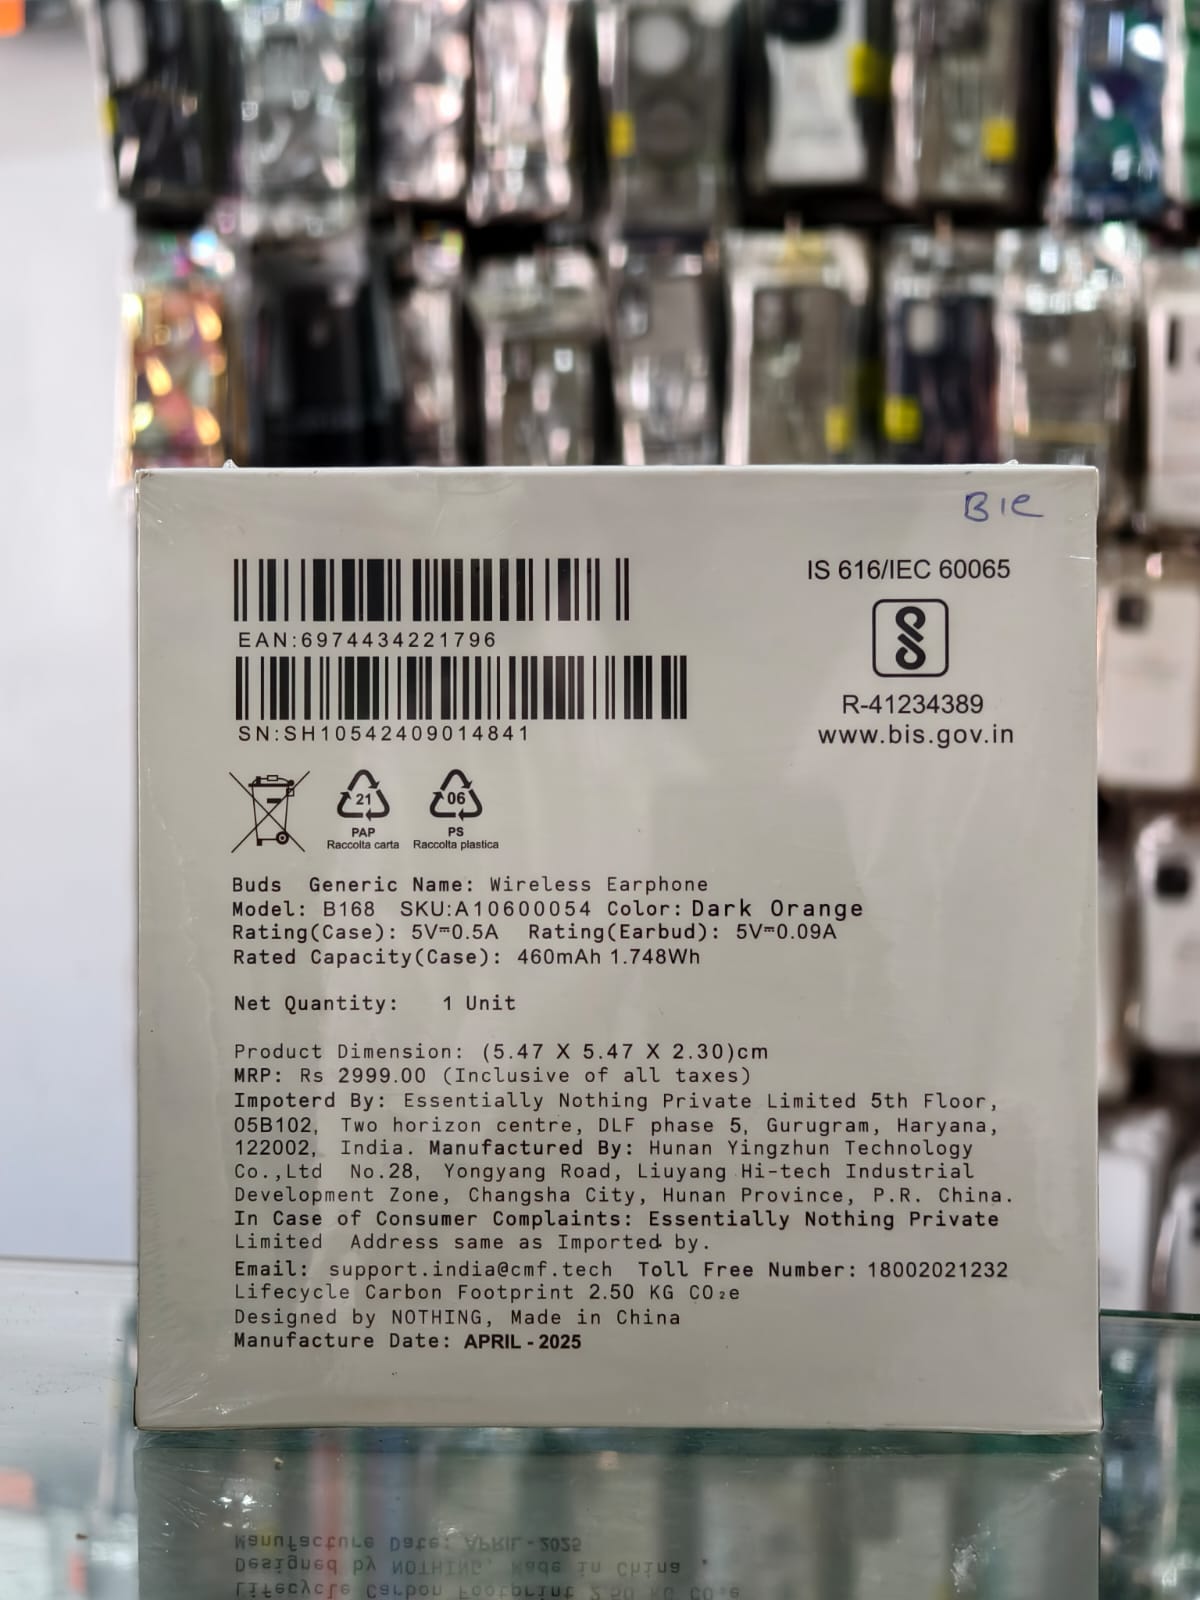 IS 616/IEC 60065
EAN:6974434221796
SN:SH10542409014841
R-41234389
www.bis.gov.in
21
PAP
Raccolta carta
06
PS
Raccolta plastica
Buds Generic Name: Wireless Earphone
Model: B168 SKU:A10600054 Color: Dark Orange
Rating(Case): 5V⎓0.5A Rating(Earbud): 5V⎓0.09A
Rated Capacity(Case): 460mAh 1.748Wh
Net Quantity: 1 Unit
Product Dimension: (5.47 X 5.47 X 2.30)cm
MRP: Rs 2999.00 (Inclusive of all taxes)
Impoterd By: Essentially Nothing Private Limited 5th Floor,
05B102, Two horizon centre, DLF phase 5, Gurugram, Haryana,
122002, India. Manufactured By: Hunan Yingzhun Technology
Co.,Ltd No.28, Yongyang Road, Liuyang Hi-tech Industrial
Development Zone, Changsha City, Hunan Province, P.R. China.
In Case of Consumer Complaints: Essentially Nothing Private
Limited Address same as Imported by.
Email: support.india@cmf.tech Toll Free Number: 18002021232
Lifecycle Carbon Footprint 2.50 KG CO₂e
Designed by NOTHING, Made in China
Manufacture Date: APRIL - 2025